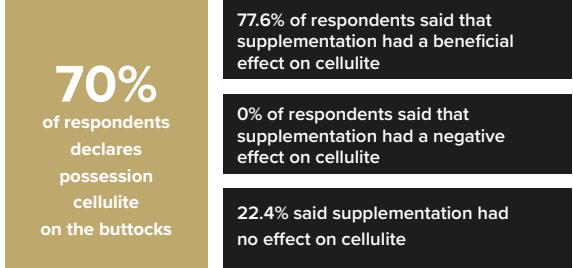 70%
of respondents
declares
possession
cellulite
on the buttocks
77.6% of respondents said that
supplementation had a beneficial
effect on cellulite
0% of respondents said that
supplementation had a negative
effect on cellulite
22.4% said supplementation had
no effect on cellulite